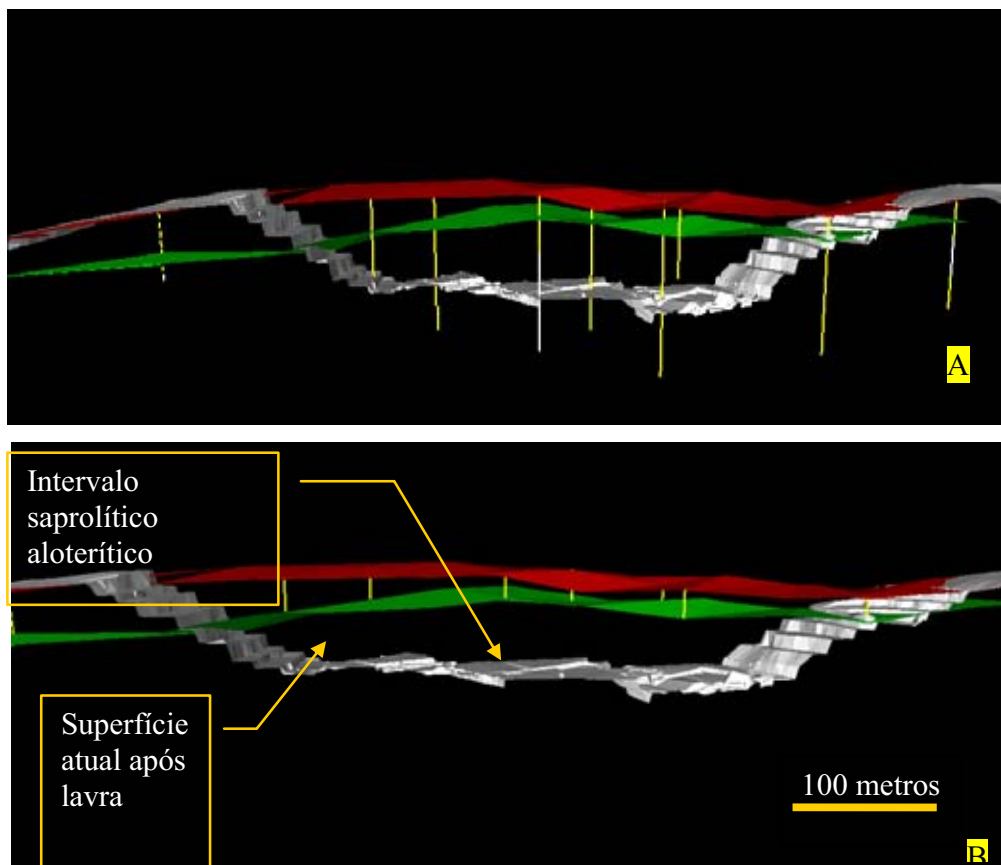 A
Intervalo
saprolítico
aloterítico
Superfície
atual após
lavra
100 metros
B